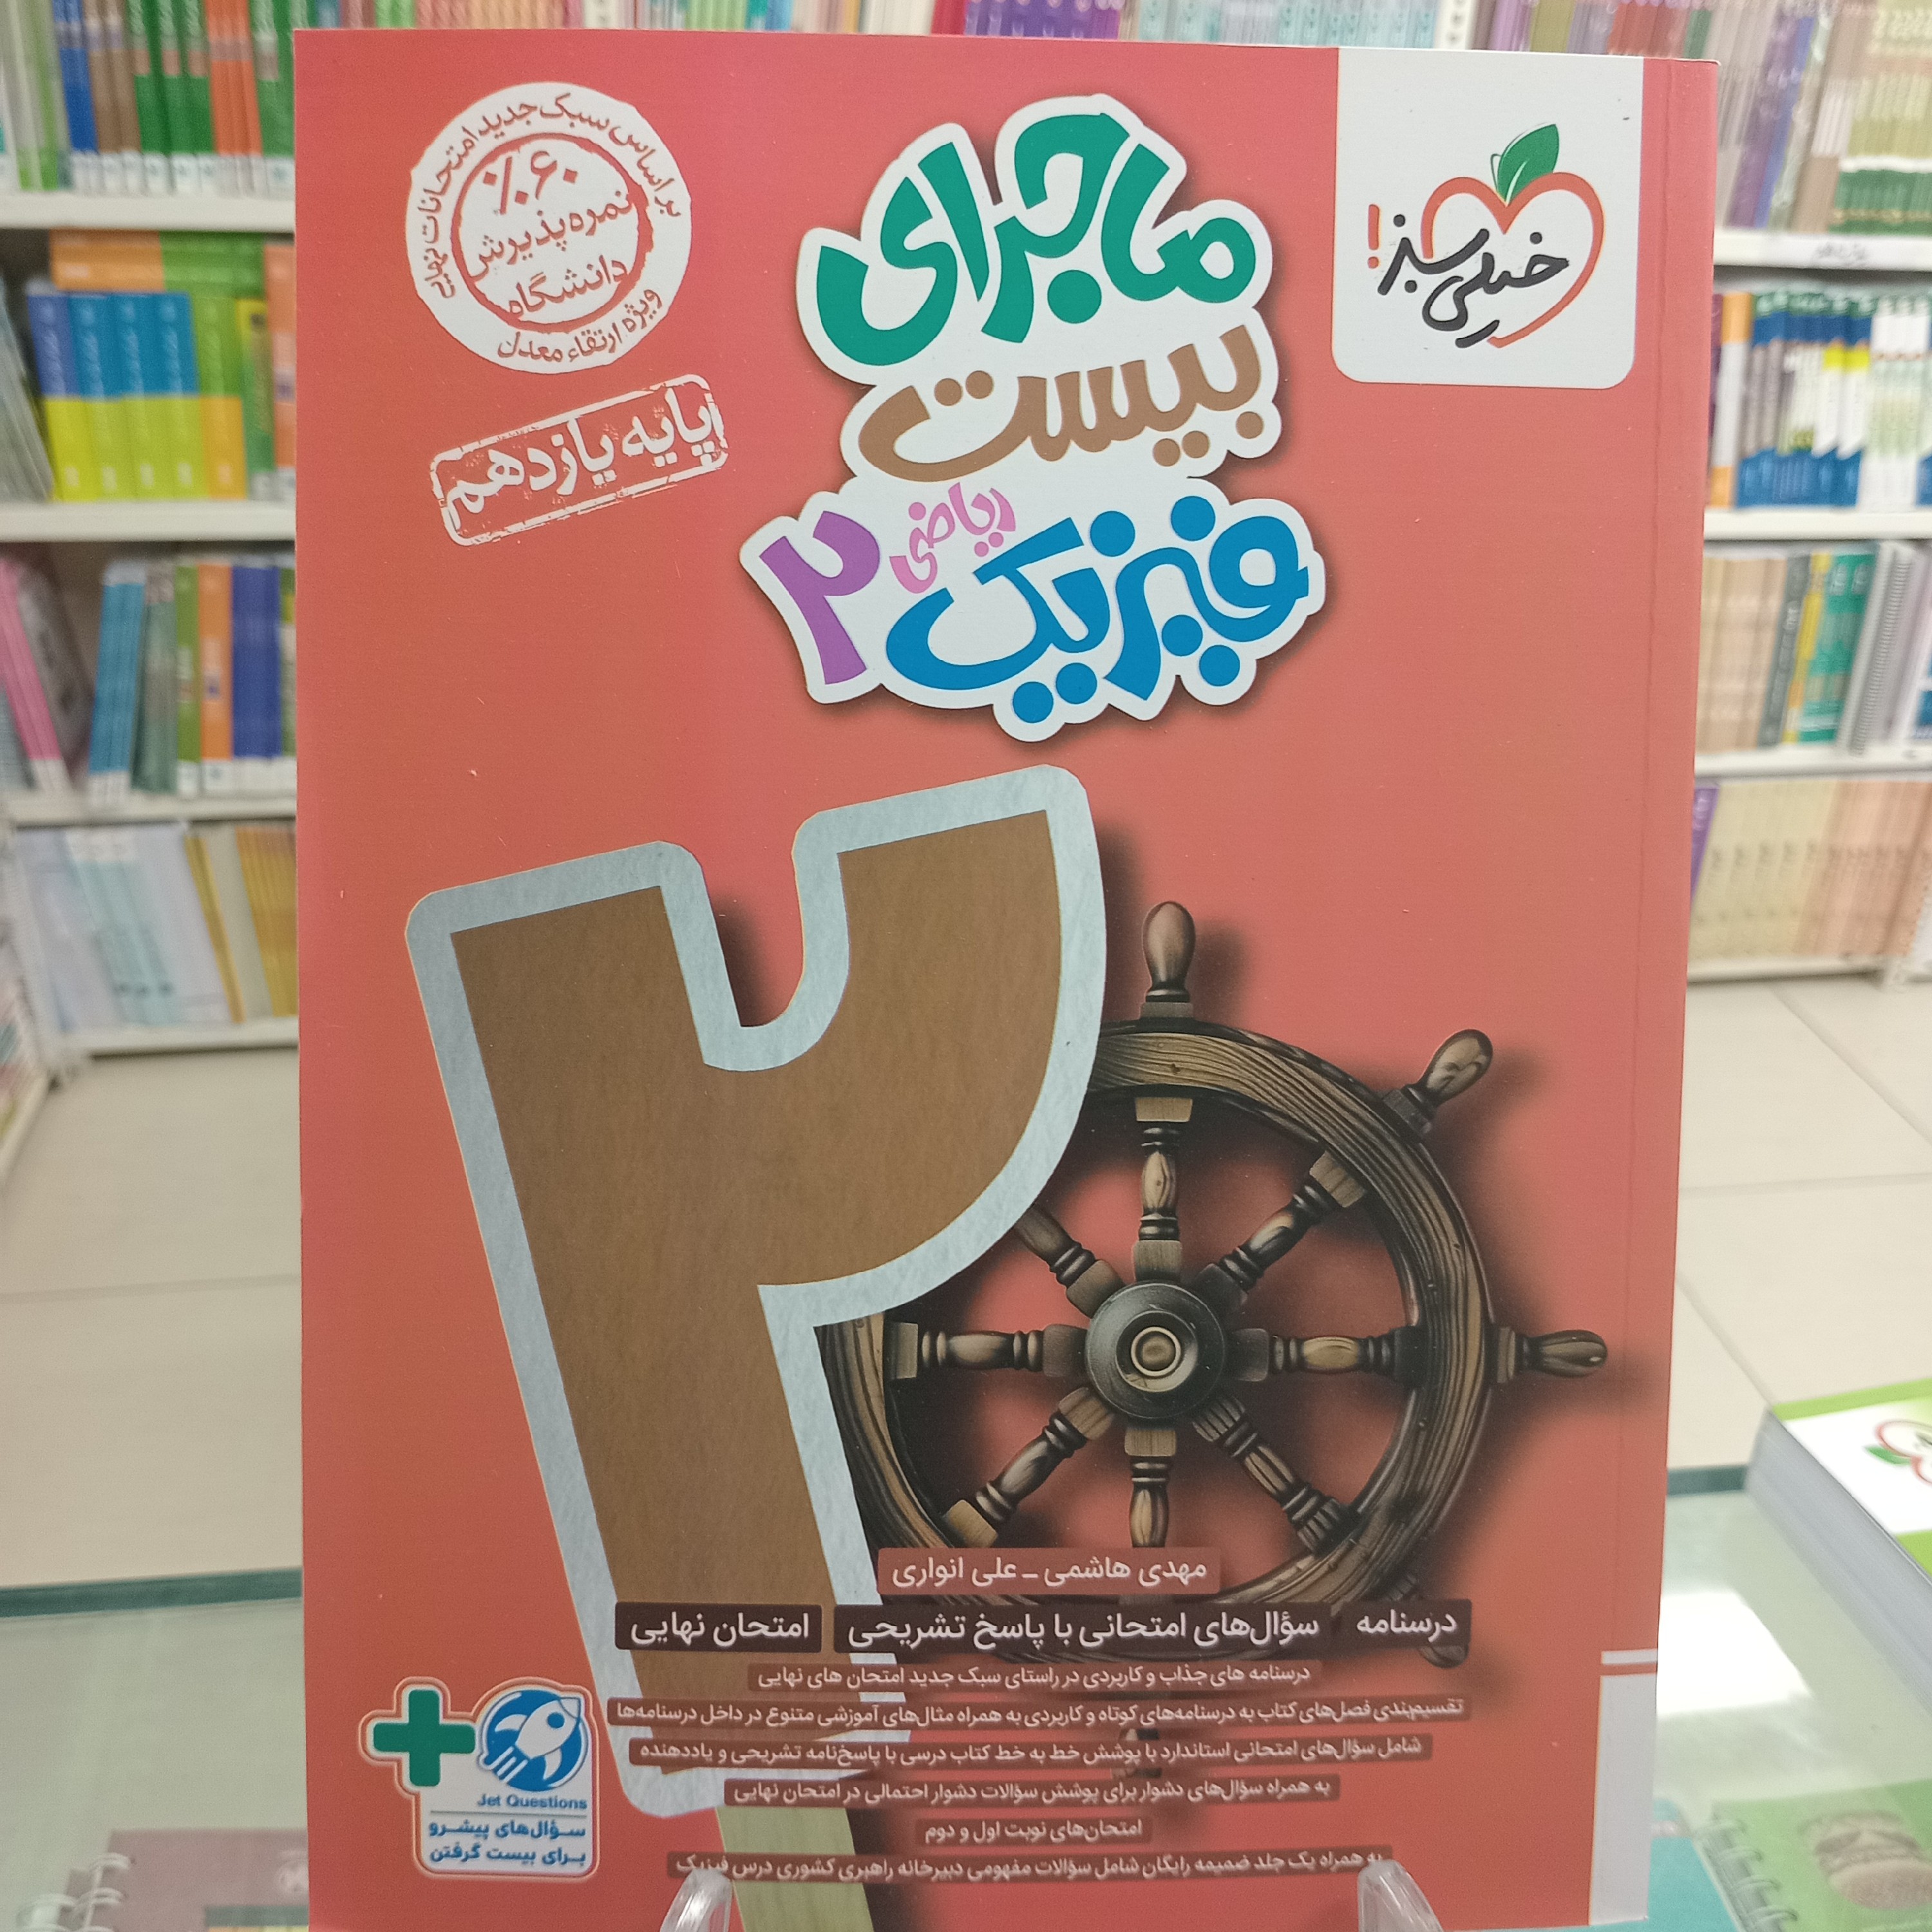 خیلی سبز!
براساس سبک جدید امتحانات نهایی
۶۰٪
نمره پذیرش
دانشگاه
ویژه ارتقاء معدل
پایه یازدهم
ماجرای
بیست
فیزیک ۲
ریاضی
۲
مهدی هاشمی ـ علی انواری
درسنامه
سؤال‌های امتحانی با پاسخ تشریحی
امتحان نهایی
درسنامه های جذاب و کاربردی در راستای سبک جدید امتحان های نهایی
تقسیم‌بندی فصل‌های کتاب به درسنامه‌های کوتاه و کاربردی به همراه مثال‌های آموزشی متنوع در داخل درسنامه‌ها
شامل سؤال‌های امتحانی استاندارد با پوشش خط به خط کتاب درسی با پاسخ‌نامه تشریحی و یاددهنده
به همراه سؤال‌های دشوار برای پوشش سؤالات دشوار احتمالی در امتحان نهایی
امتحان‌های نوبت اول و دوم
به همراه یک جلد ضمیمه رایگان شامل سؤالات مفهومی دبیرخانه راهبری کشوری درس فیزیک
Jet Questions
سؤال‌های پیشرو
برای بیست گرفتن